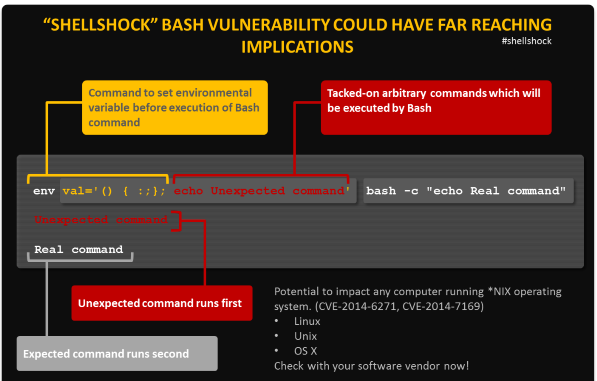 “SHELLSHOCK” BASH VULNERABILITY COULD HAVE FAR REACHING
IMPLICATIONS
#shellshock
Command to set environmental
variable before execution of Bash
command
Tacked-on arbitrary commands which will
be executed by Bash
env val='() { :;}; echo Unexpected command' bash -c "echo Real command"
Unexpected command
Real command
Unexpected command runs first
Expected command runs second
Potential to impact any computer running *NIX operating
system. (CVE-2014-6271, CVE-2014-7169)
• Linux
• Unix
• OS X
Check with your software vendor now!